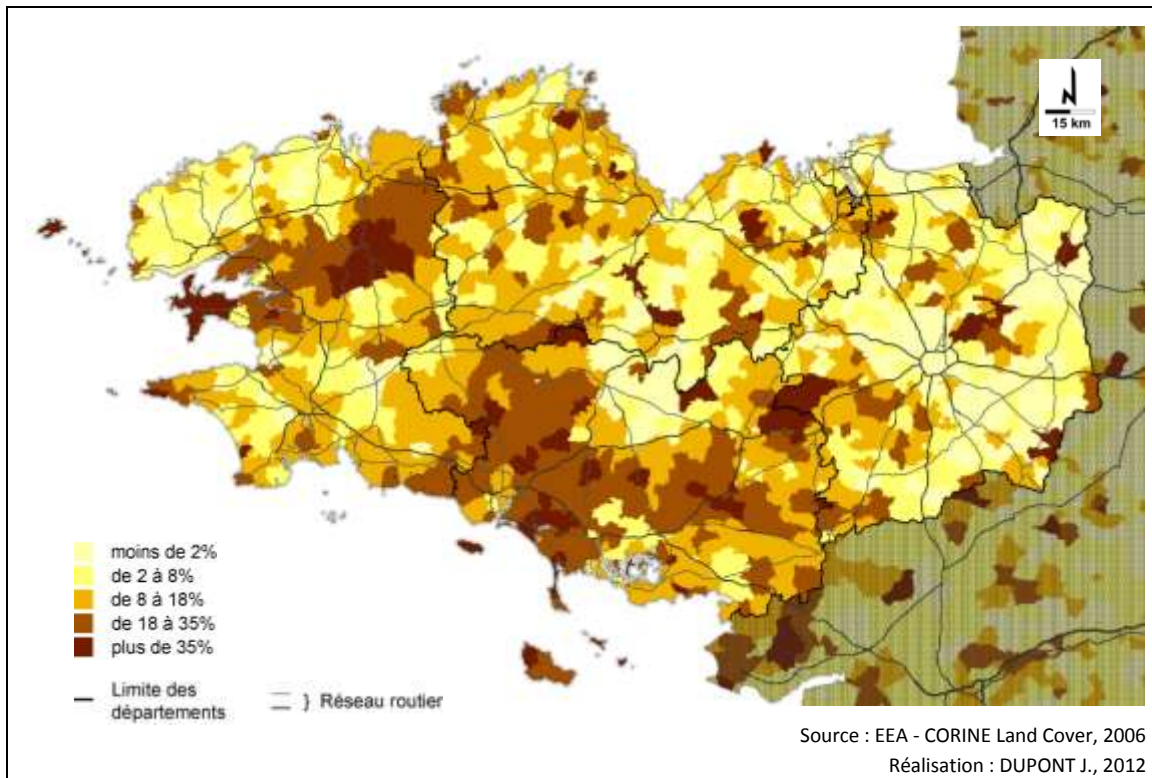 N
15 km
moins de 2%
de 2 à 8%
de 8 à 18%
de 18 à 35%
plus de 35%
Limite des
départements
} Réseau routier
Source : EEA - CORINE Land Cover, 2006
Réalisation : DUPONT J., 2012